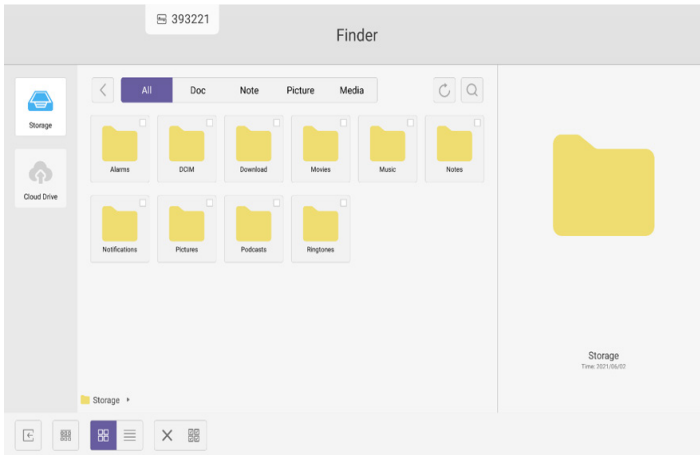 393221
Finder
All Doc Note Picture Media
Storage
Cloud Drive
Alarms DCIM Download Movies Music Notes
Notifications Pictures Podcasts Ringtones
Storage
Time: 2021/06/02
Storage